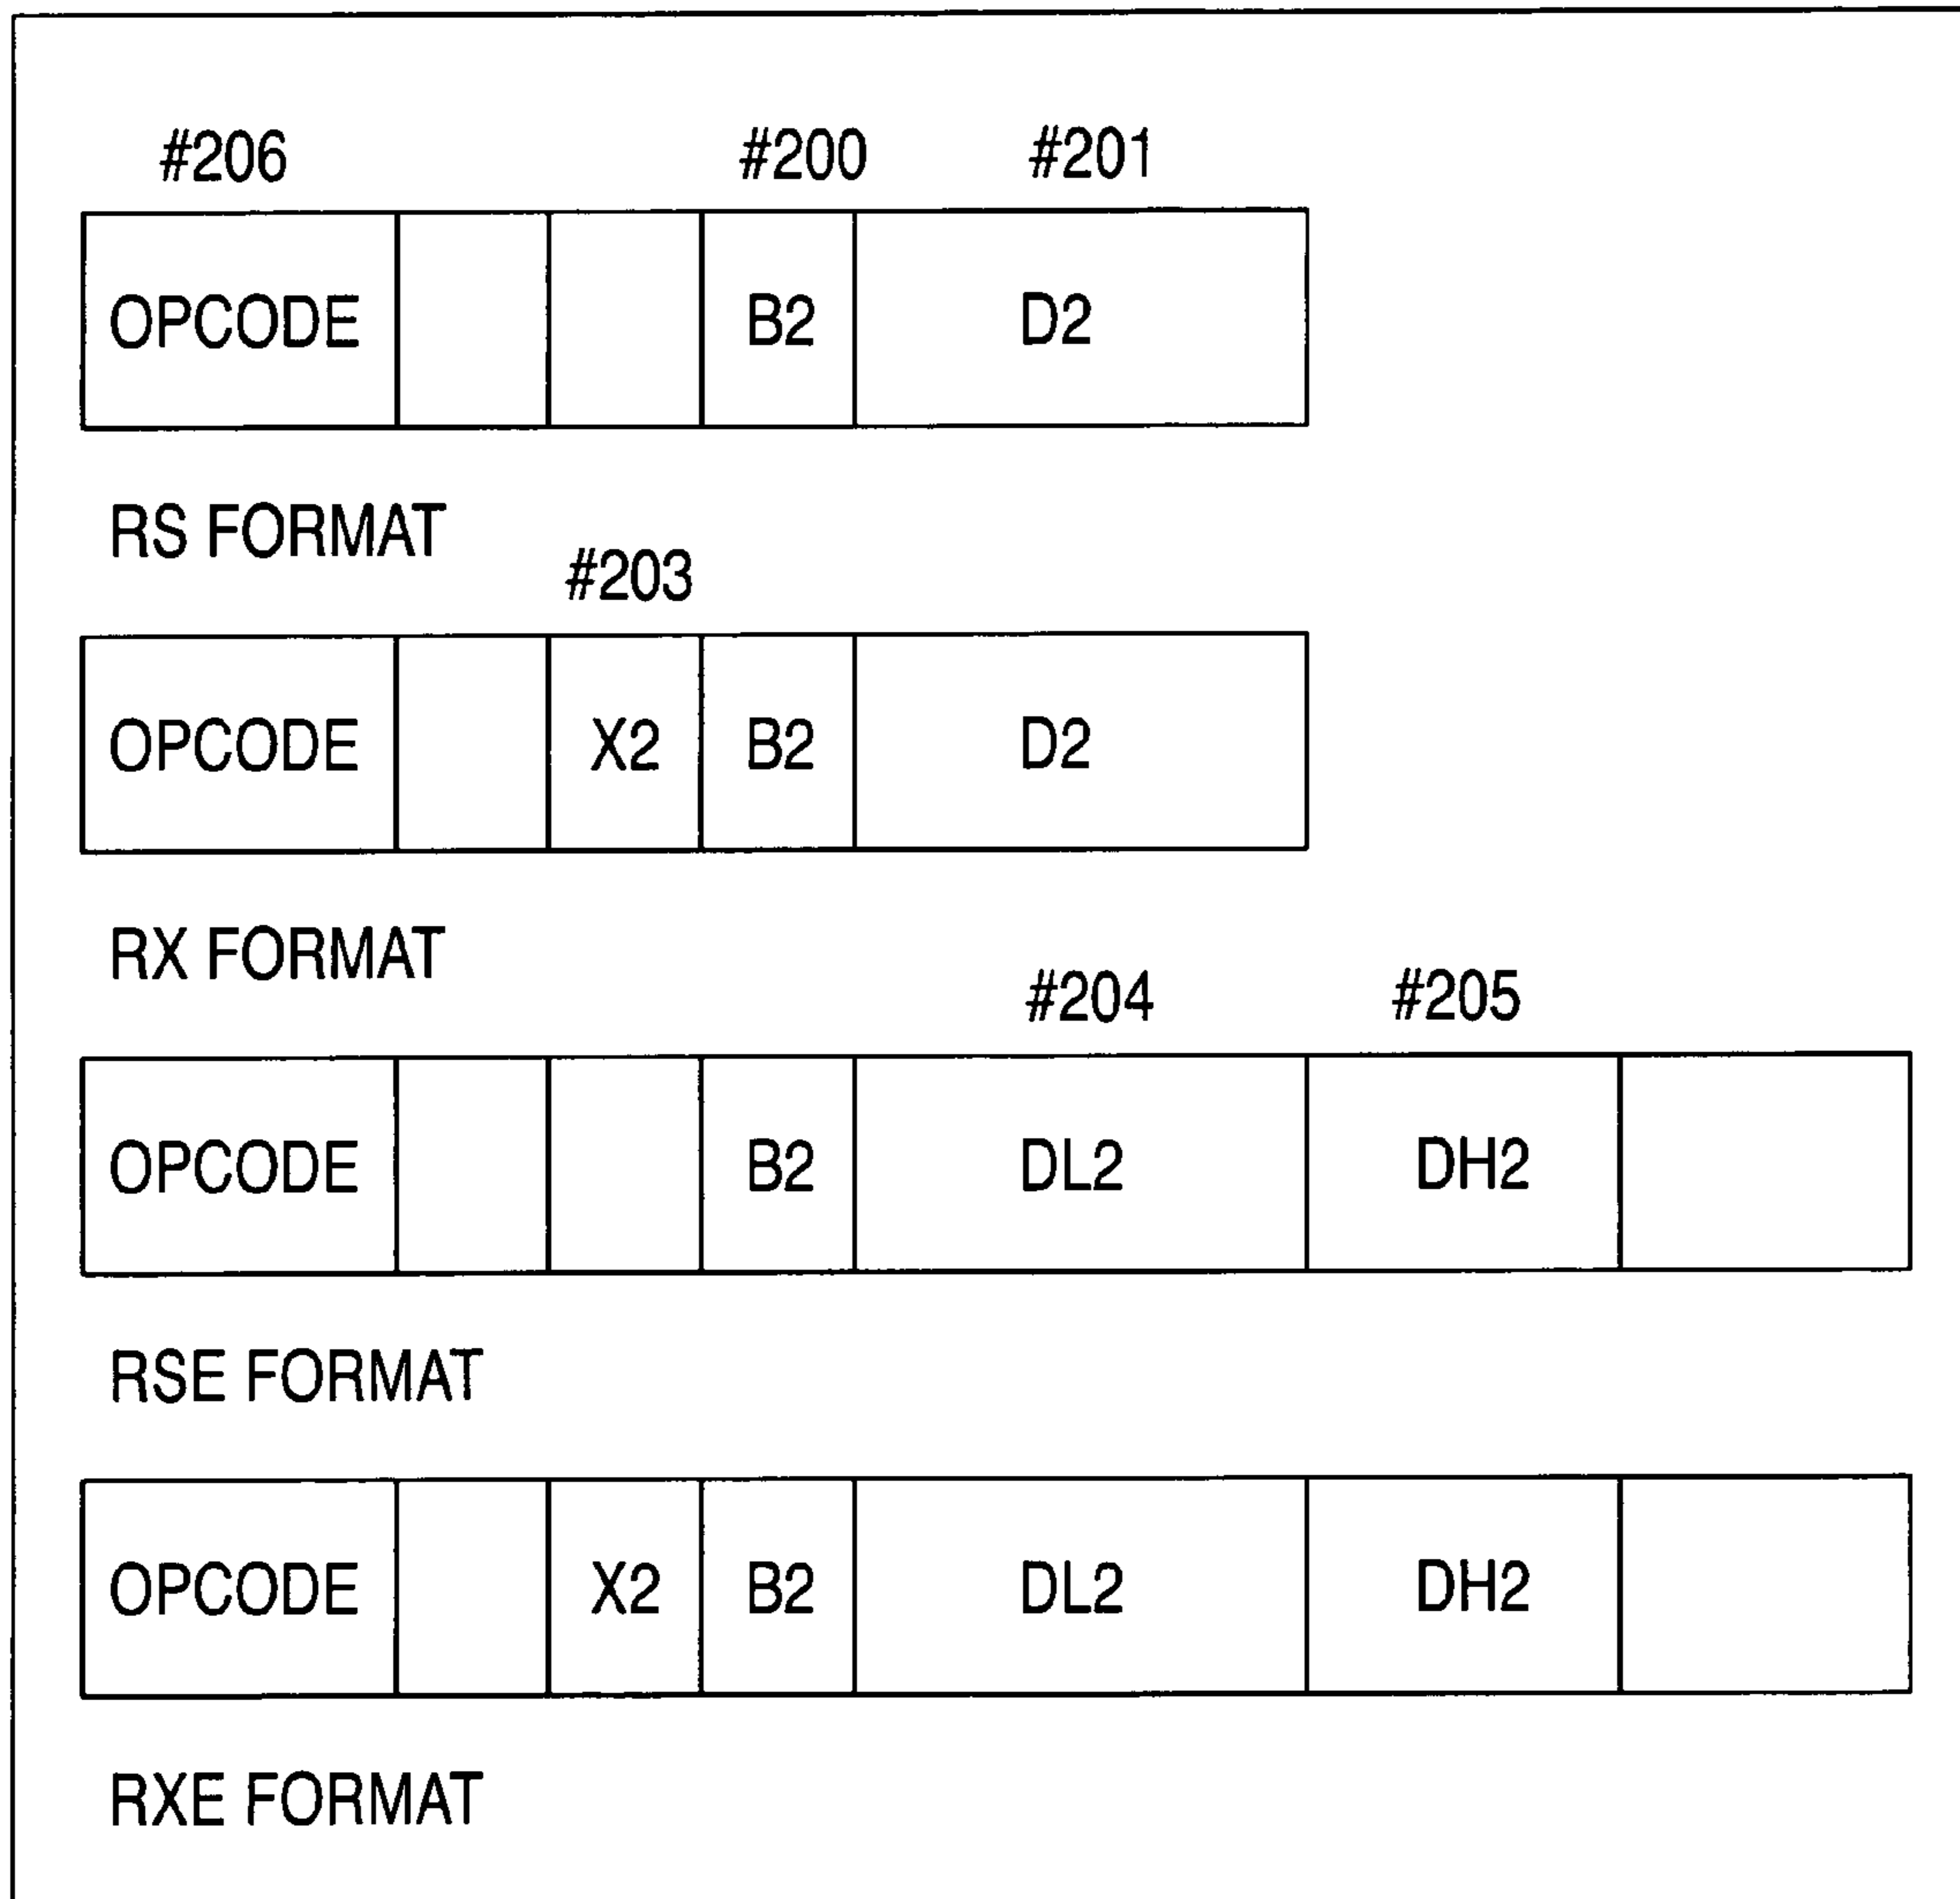 #206 #200 #201
OPCODE B2 D2
RS FORMAT
#203
OPCODE X2 B2 D2
RX FORMAT
#204 #205
OPCODE B2 DL2 DH2
RSE FORMAT
OPCODE X2 B2 DL2 DH2
RXE FORMAT